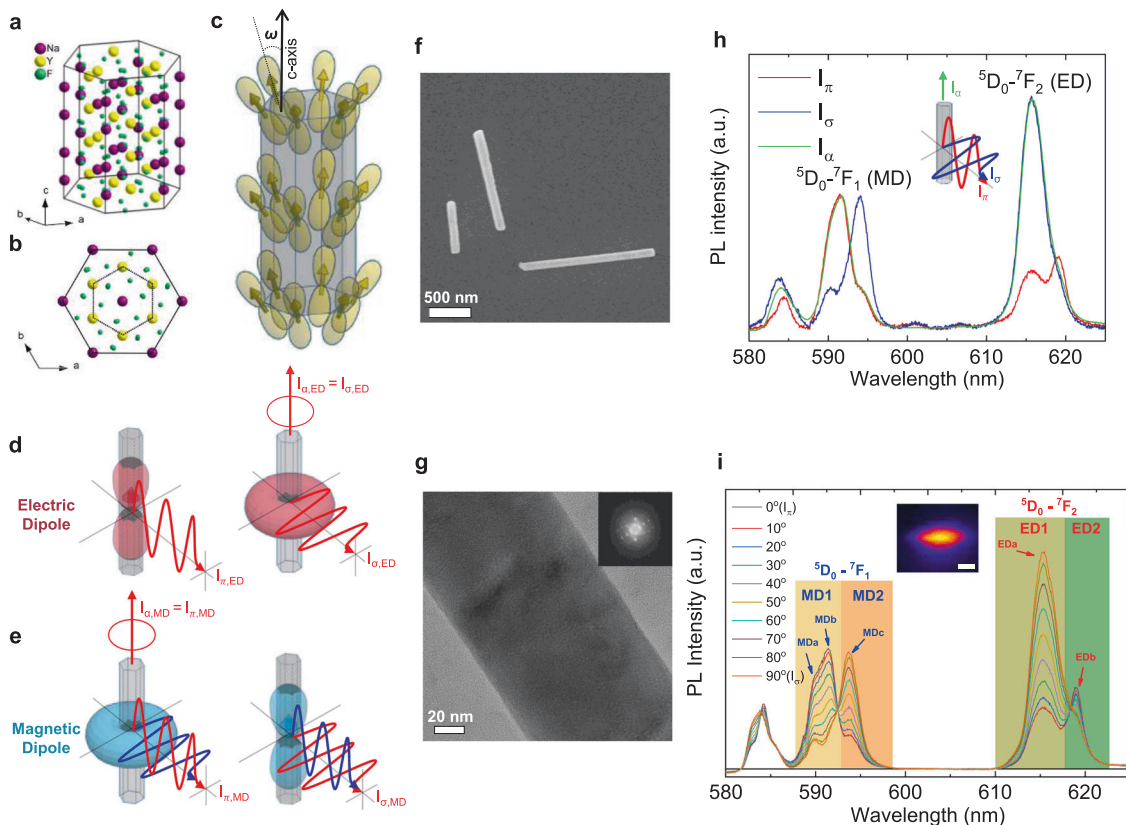 a
Na
Y
F
c
b
a
b
b
a
c
ω
c-axis
d
Electric
Dipole
I_π,ED
I_α,ED = I_σ,ED
I_σ,ED
e
Magnetic
Dipole
I_α,MD = I_π,MD
I_π,MD
I_σ,MD
f
500 nm
g
20 nm
h
I_π
I_σ
I_α
⁵D₀-⁷F₁ (MD)
⁵D₀-⁷F₂ (ED)
I_α
I_σ
I_π
PL intensity (a.u.)
580
590
600
610
620
Wavelength (nm)
i
0°(I_π)
10°
20°
30°
40°
50°
60°
70°
80°
90°(I_σ)
⁵D₀ - ⁷F₁
MD1
MD2
MDa
MDb
MDc
⁵D₀ - ⁷F₂
ED1
ED2
EDa
EDb
PL Intensity (a.u.)
580
590
600
610
620
Wavelength (nm)